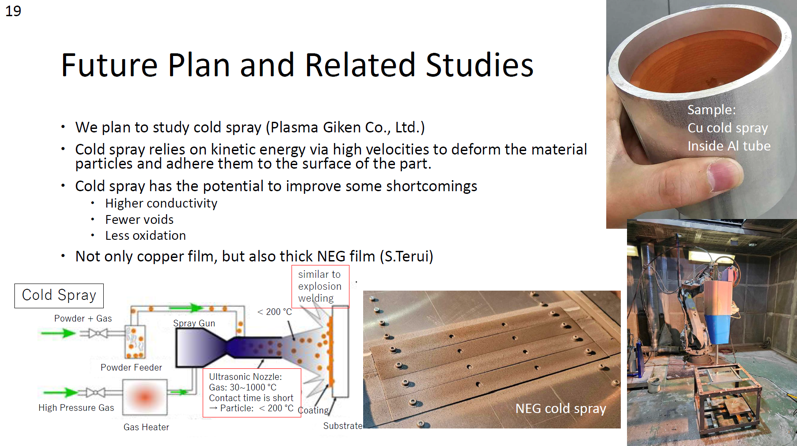 19
Future Plan and Related Studies
• We plan to study cold spray (Plasma Giken Co., Ltd.)
• Cold spray relies on kinetic energy via high velocities to deform the material
particles and adhere them to the surface of the part.
• Cold spray has the potential to improve some shortcomings
• Higher conductivity
• Fewer voids
• Less oxidation
• Not only copper film, but also thick NEG film (S.Terui)
Sample:
Cu cold spray
Inside Al tube
Cold Spray
similar to
explosion
welding
Powder + Gas
Spray Gun
< 200 °C
Powder Feeder
Ultrasonic Nozzle:
Gas: 30~1000 °C
Contact time is short
→ Particle: < 200 °C
High Pressure Gas
Gas Heater
Coating
Substrate
NEG cold spray